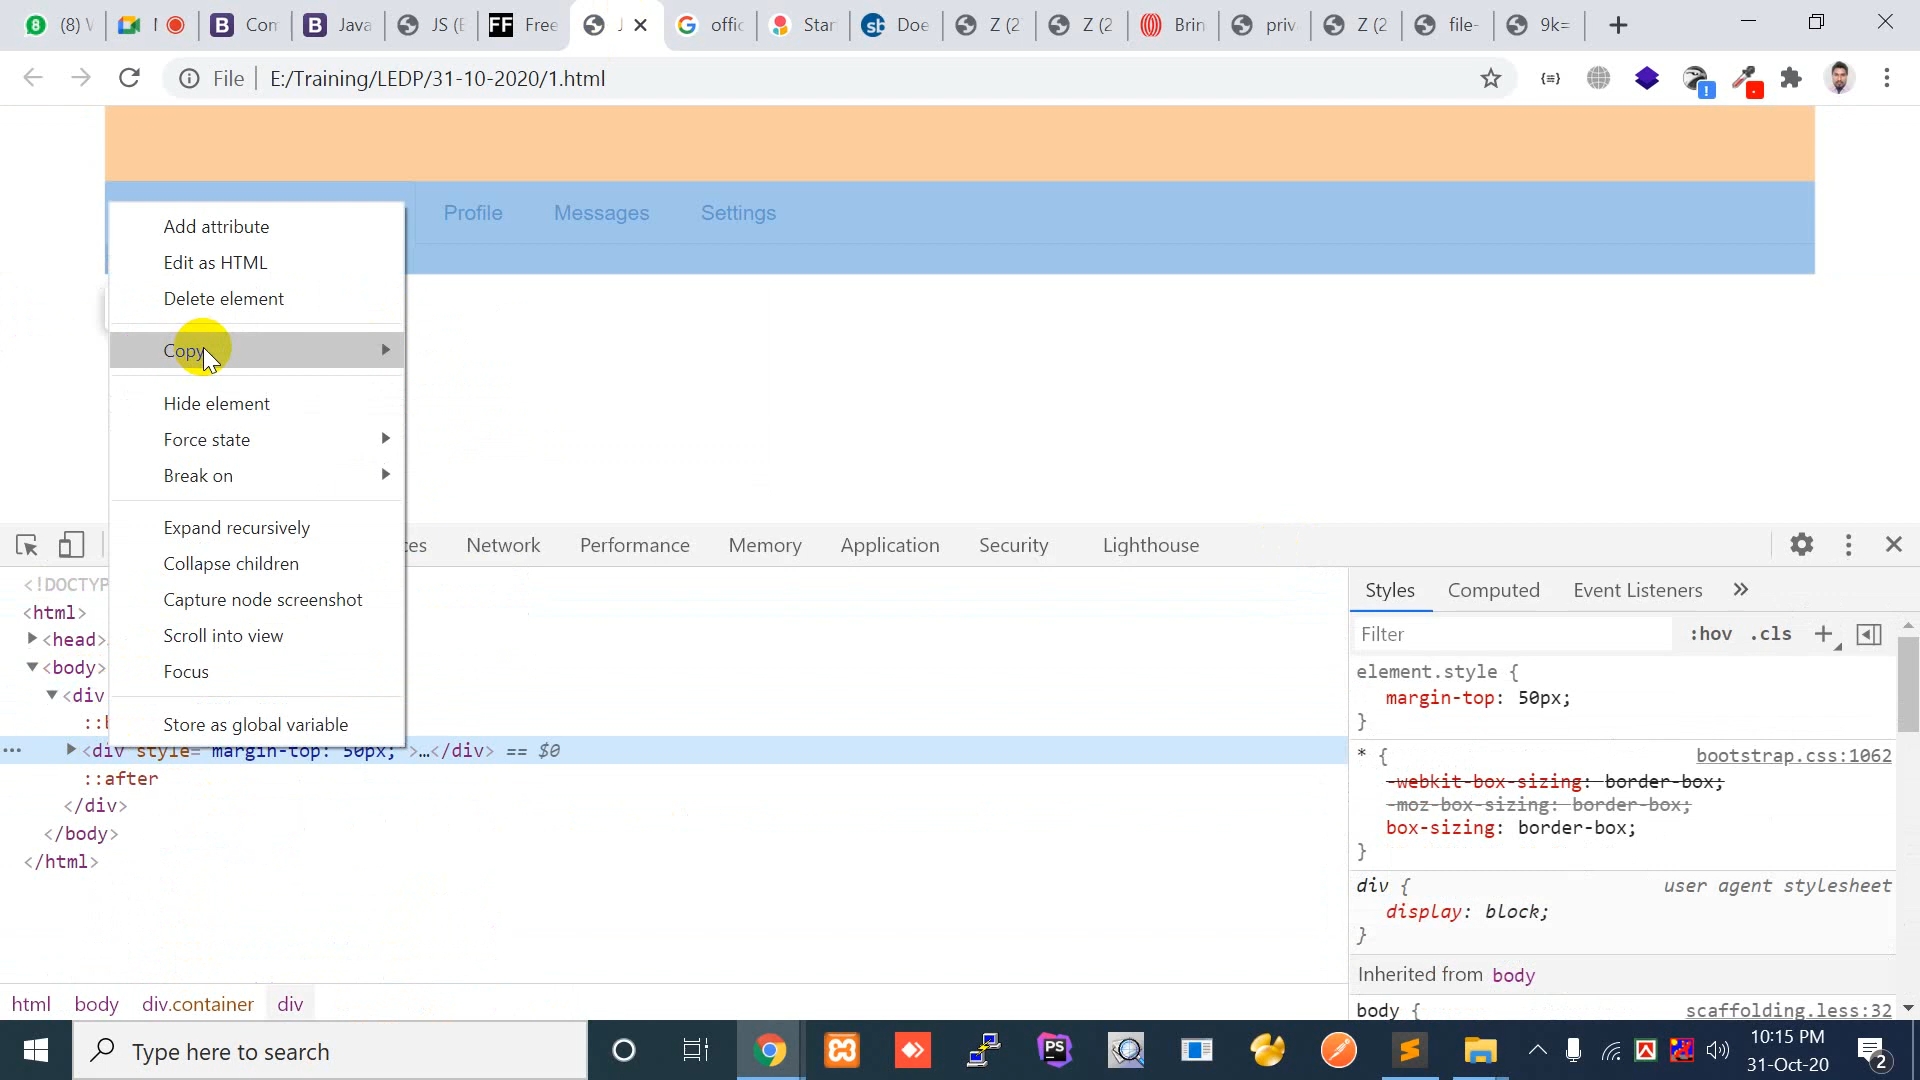 (8) V
Con
Java
JS (E
FF Free
J
offic
Star
sb Doe
Z (2
Z (2
Brin
priv
Z (2
file-
9k=
File E:/Training/LEDP/31-10-2020/1.html
Profile Messages Settings
Add attribute
Edit as HTML
Delete element
Copy
Hide element
Force state
Break on
Expand recursively
Collapse children
Capture node screenshot
Scroll into view
Focus
Store as global variable
ces Network Performance Memory Application Security Lighthouse
<!DOCTYP
<html>
<head>
<body>
<div
::b
<div style="margin-top: 50px;">…</div> == $0
::after
</div>
</body>
</html>
html body div.container div
Styles Computed Event Listeners »
Filter :hov .cls +
element.style {
margin-top: 50px;
}
* { bootstrap.css:1062
-webkit-box-sizing: border-box;
-moz-box-sizing: border-box;
box-sizing: border-box;
}
div { user agent stylesheet
display: block;
}
Inherited from body
body { scaffolding.less:32
Type here to search
PS
10:15 PM
31-Oct-20
2